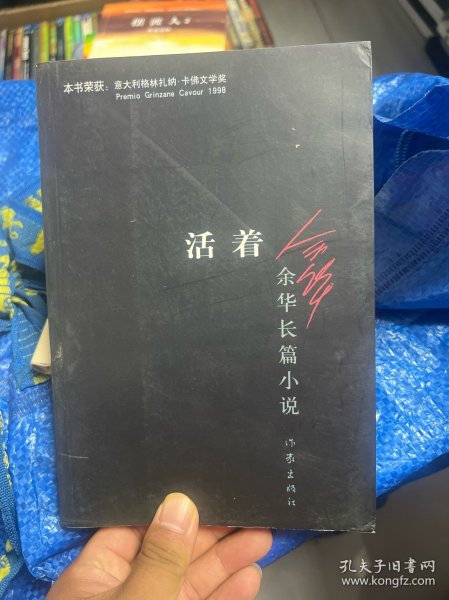 本书荣获：意大利格林扎纳·卡佛文学奖
Premio Grinzane Cavour 1998
活着
余华
余华长篇小说
作家出版社
孔夫子旧书网
www.kongfz.com